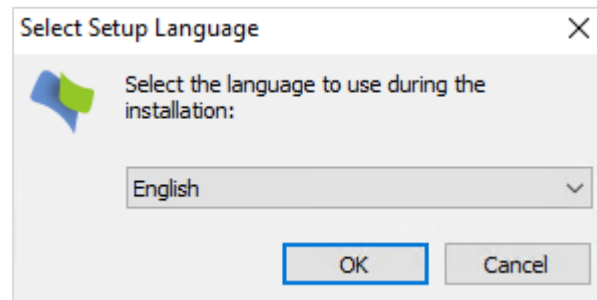 Select Setup Language
Select the language to use during the
installation:
English
OK
Cancel